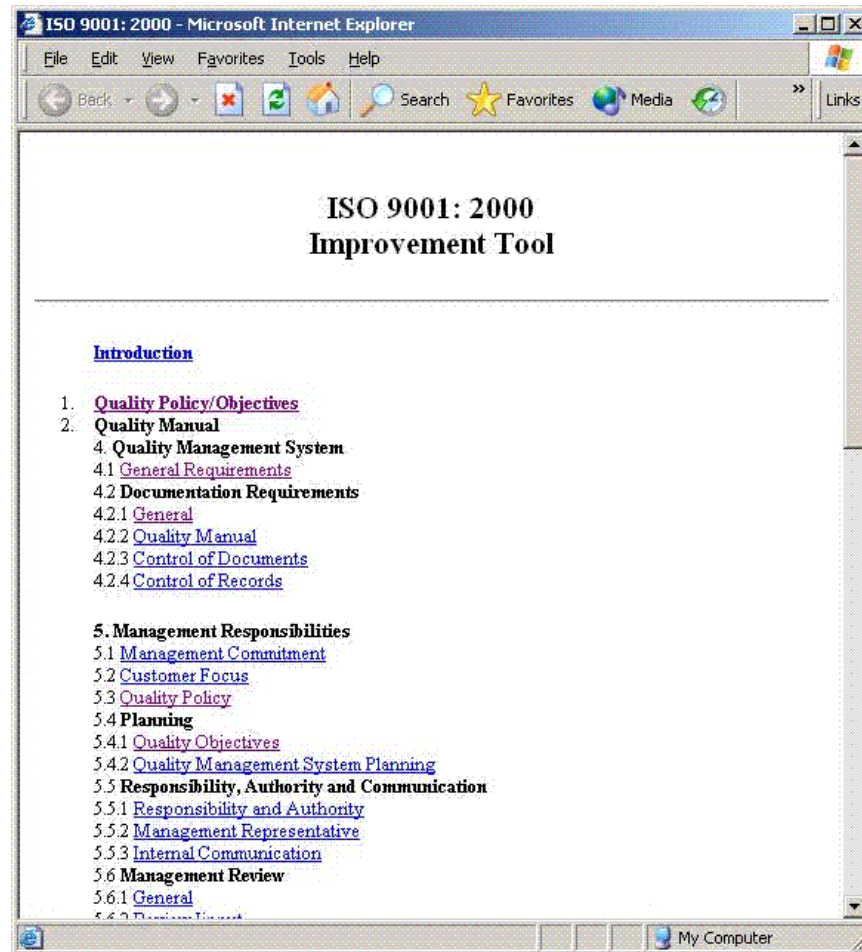 ISO 9001: 2000 - Microsoft Internet Explorer
File Edit View Favorites Tools Help
Back Search Favorites Media » Links
ISO 9001: 2000
Improvement Tool
Introduction
1. Quality Policy/Objectives
2. Quality Manual
4. Quality Management System
4.1 General Requirements
4.2 Documentation Requirements
4.2.1 General
4.2.2 Quality Manual
4.2.3 Control of Documents
4.2.4 Control of Records
5. Management Responsibilities
5.1 Management Commitment
5.2 Customer Focus
5.3 Quality Policy
5.4 Planning
5.4.1 Quality Objectives
5.4.2 Quality Management System Planning
5.5 Responsibility, Authority and Communication
5.5.1 Responsibility and Authority
5.5.2 Management Representative
5.5.3 Internal Communication
5.6 Management Review
5.6.1 General
My Computer